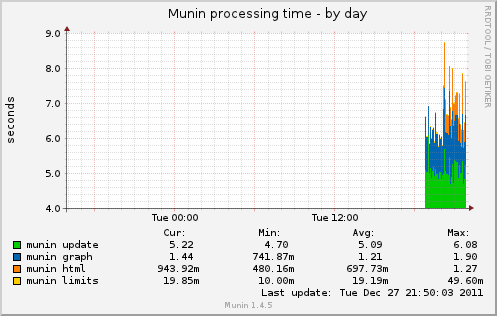 Munin processing time - by day
RRDTOOL / TOBI OETIKER
seconds
9.0
8.0
7.0
6.0
5.0
4.0
Tue 00:00 Tue 12:00
Cur: Min: Avg: Max:
munin update 5.22 4.70 5.09 6.08
munin graph 1.44 741.87m 1.21 1.90
munin html 943.92m 480.16m 697.73m 1.27
munin limits 19.85m 10.00m 19.19m 49.60m
Last update: Tue Dec 27 21:50:03 2011
Munin 1.4.5